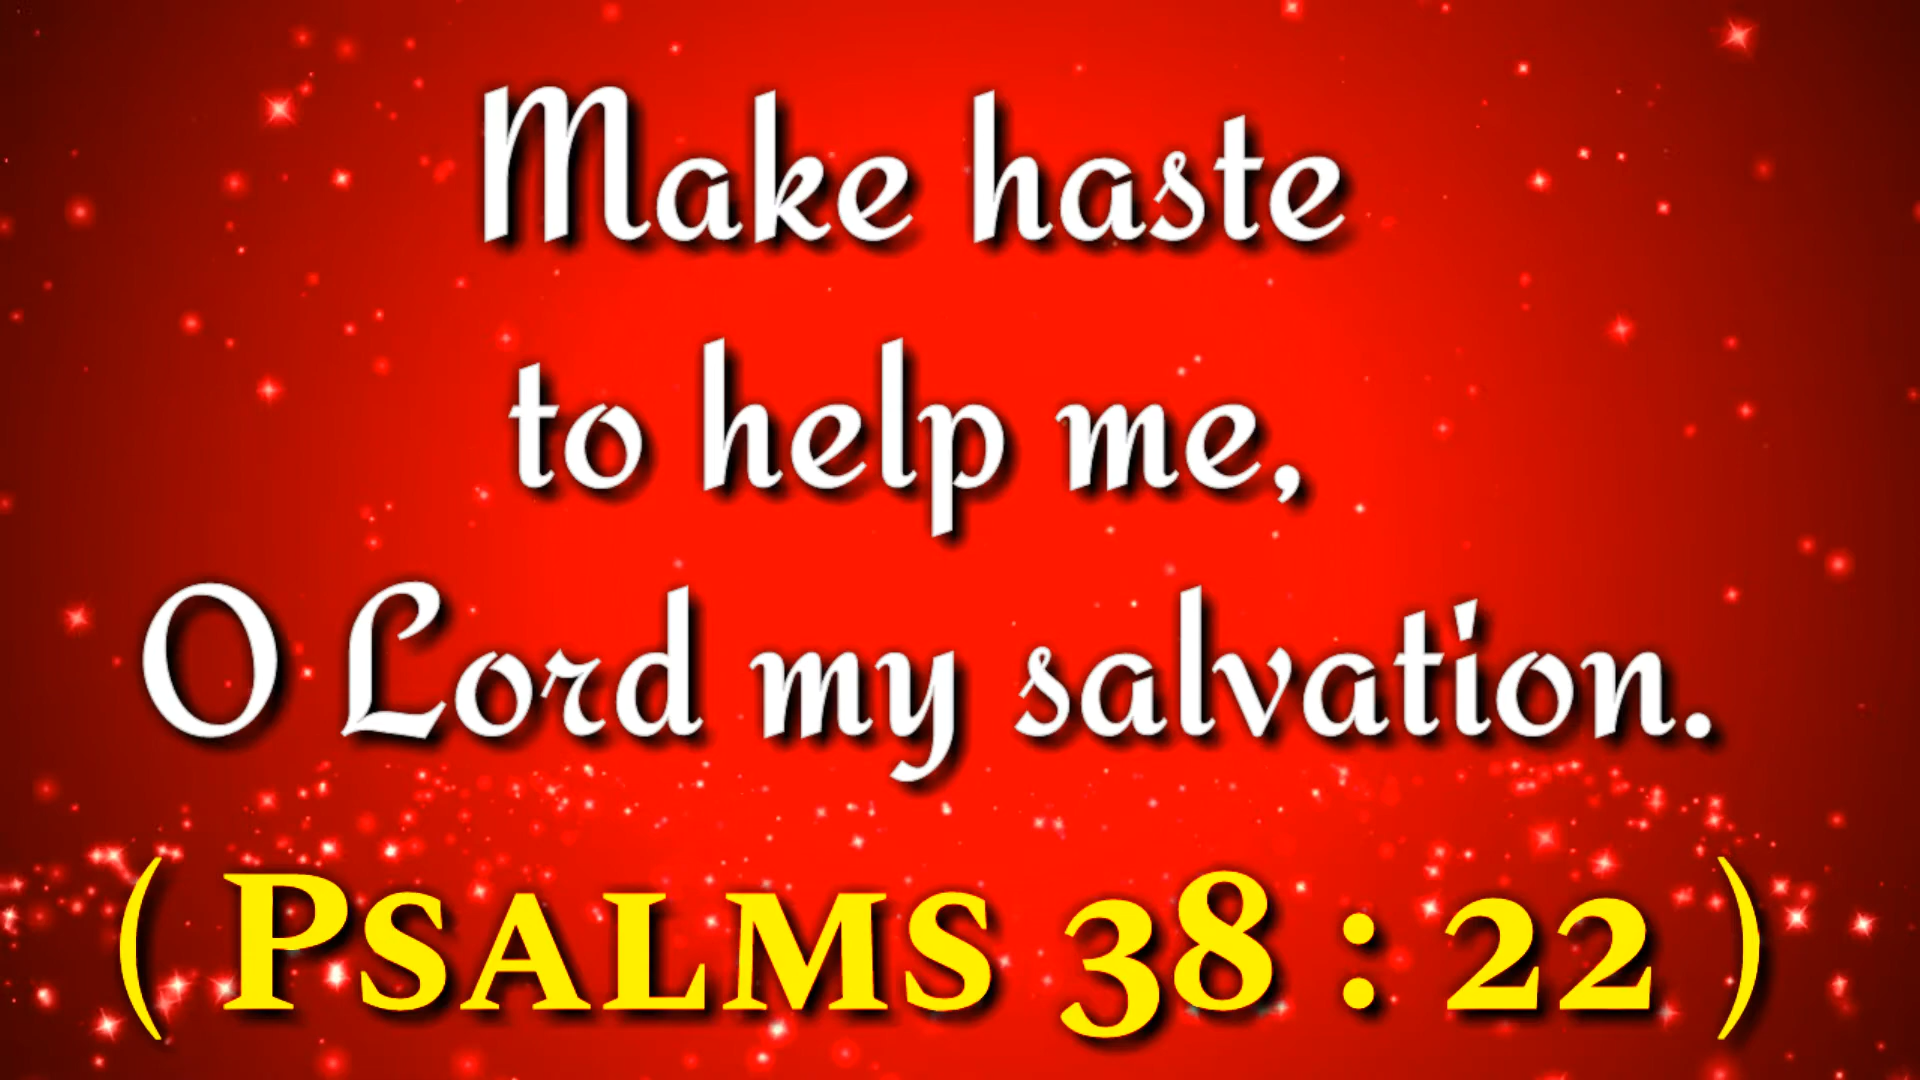 Make haste
to help me,
O Lord my salvation.
( Psalms 38 : 22 )